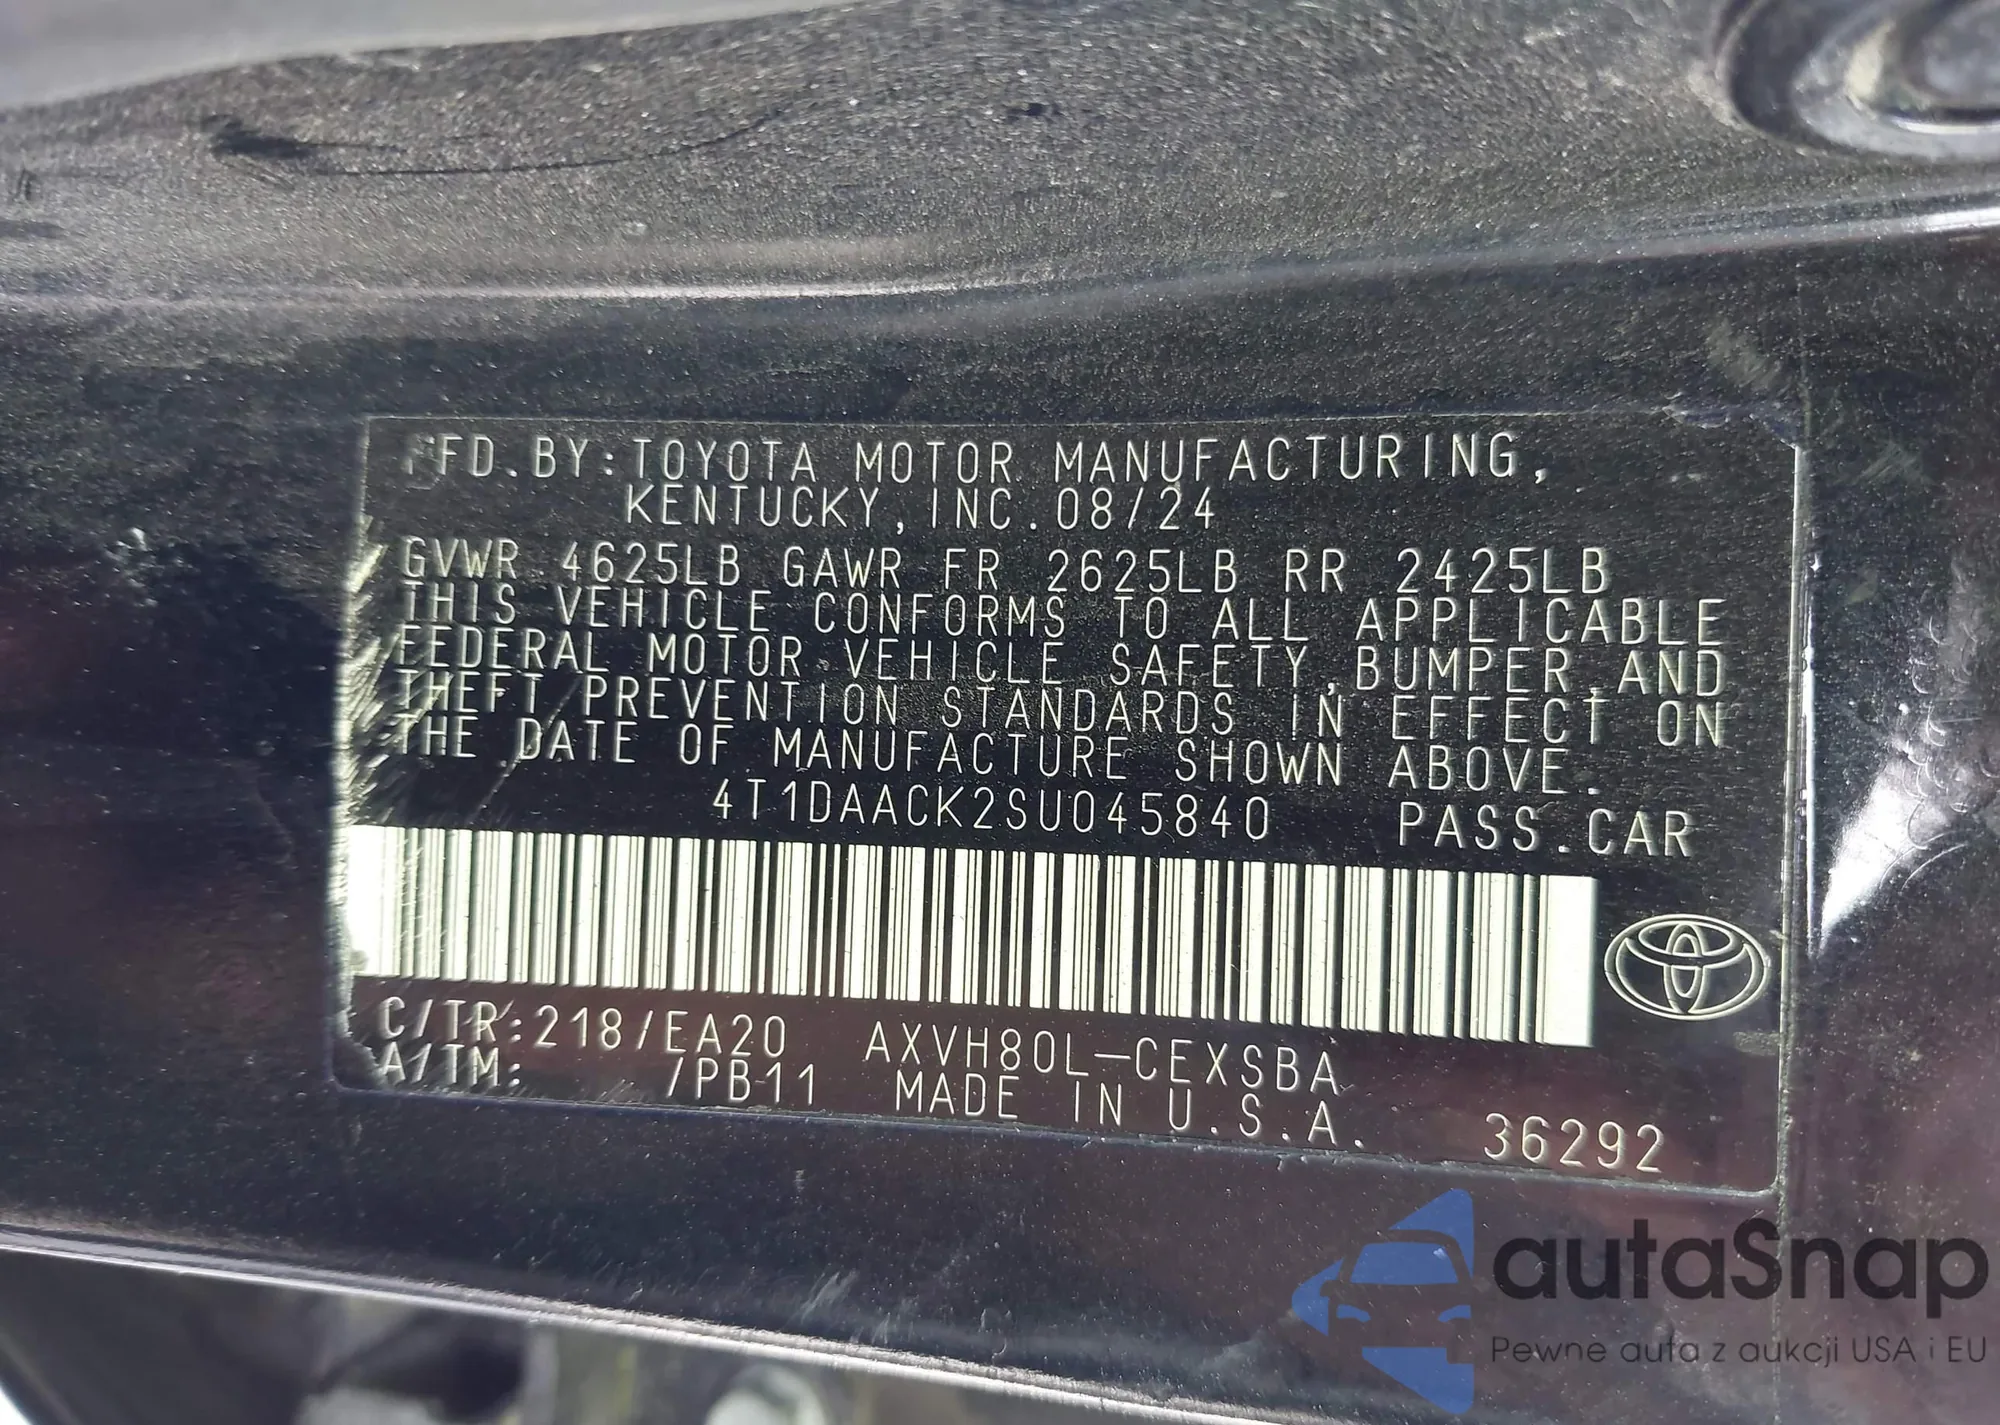 MFD. BY: TOYOTA MOTOR MANUFACTURING,
KENTUCKY, INC. 08/24
GVWR 4625LB GAWR FR 2625LB RR 2425LB
THIS VEHICLE CONFORMS TO ALL APPLICABLE
FEDERAL MOTOR VEHICLE SAFETY, BUMPER, AND
THEFT PREVENTION STANDARDS IN EFFECT ON
THE DATE OF MANUFACTURE SHOWN ABOVE.
4T1DAACK2SU045840 PASS. CAR
C/TR: 218/EA20 AXVH80L-CEXSBA
A/TM: /PB11 MADE IN U.S.A. 36292
autaSnap
Pewne auta z aukcji USA i EU